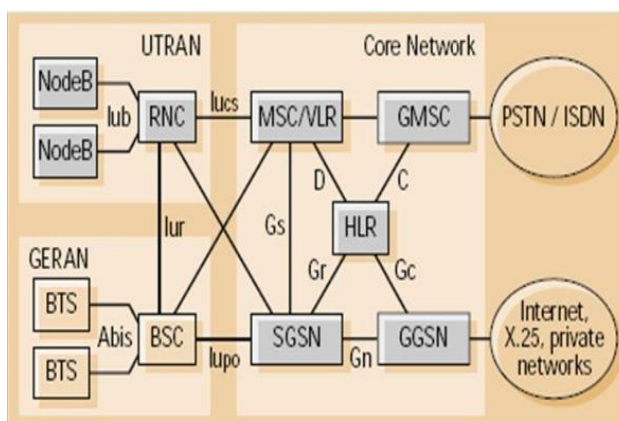 UTRAN
Core Network
NodeB
NodeB
Iub
RNC
Iucs
MSC/VLR
GMSC
PSTN / ISDN
D
C
Iur
Gs
HLR
Gr
Gc
GERAN
BTS
BTS
Abis
BSC
Iupo
SGSN
Gn
GGSN
Internet,
X.25, private
networks